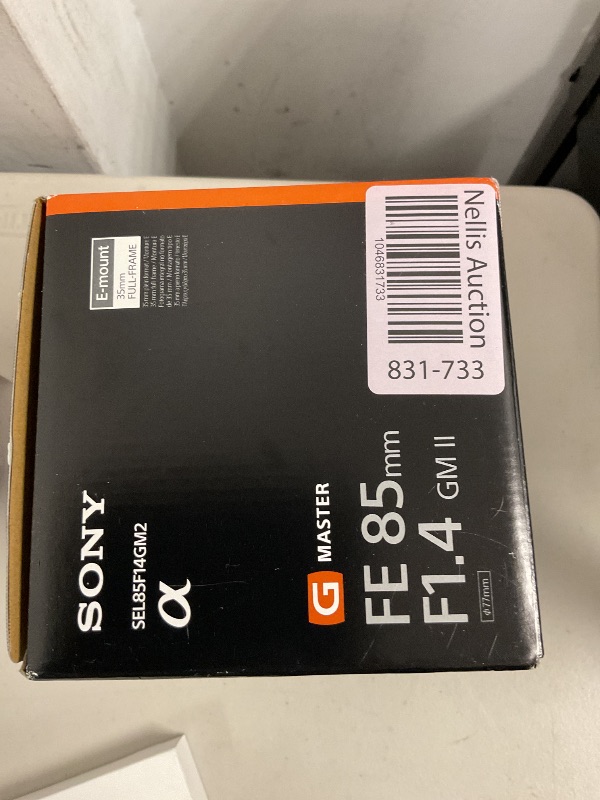 SONY
SEL85F14GM2
α
E-mount
35mm
FULL-FRAME
G MASTER
FE 85mm
F1.4 GM II
φ77mm
Nellis Auction
1046831733
831-733